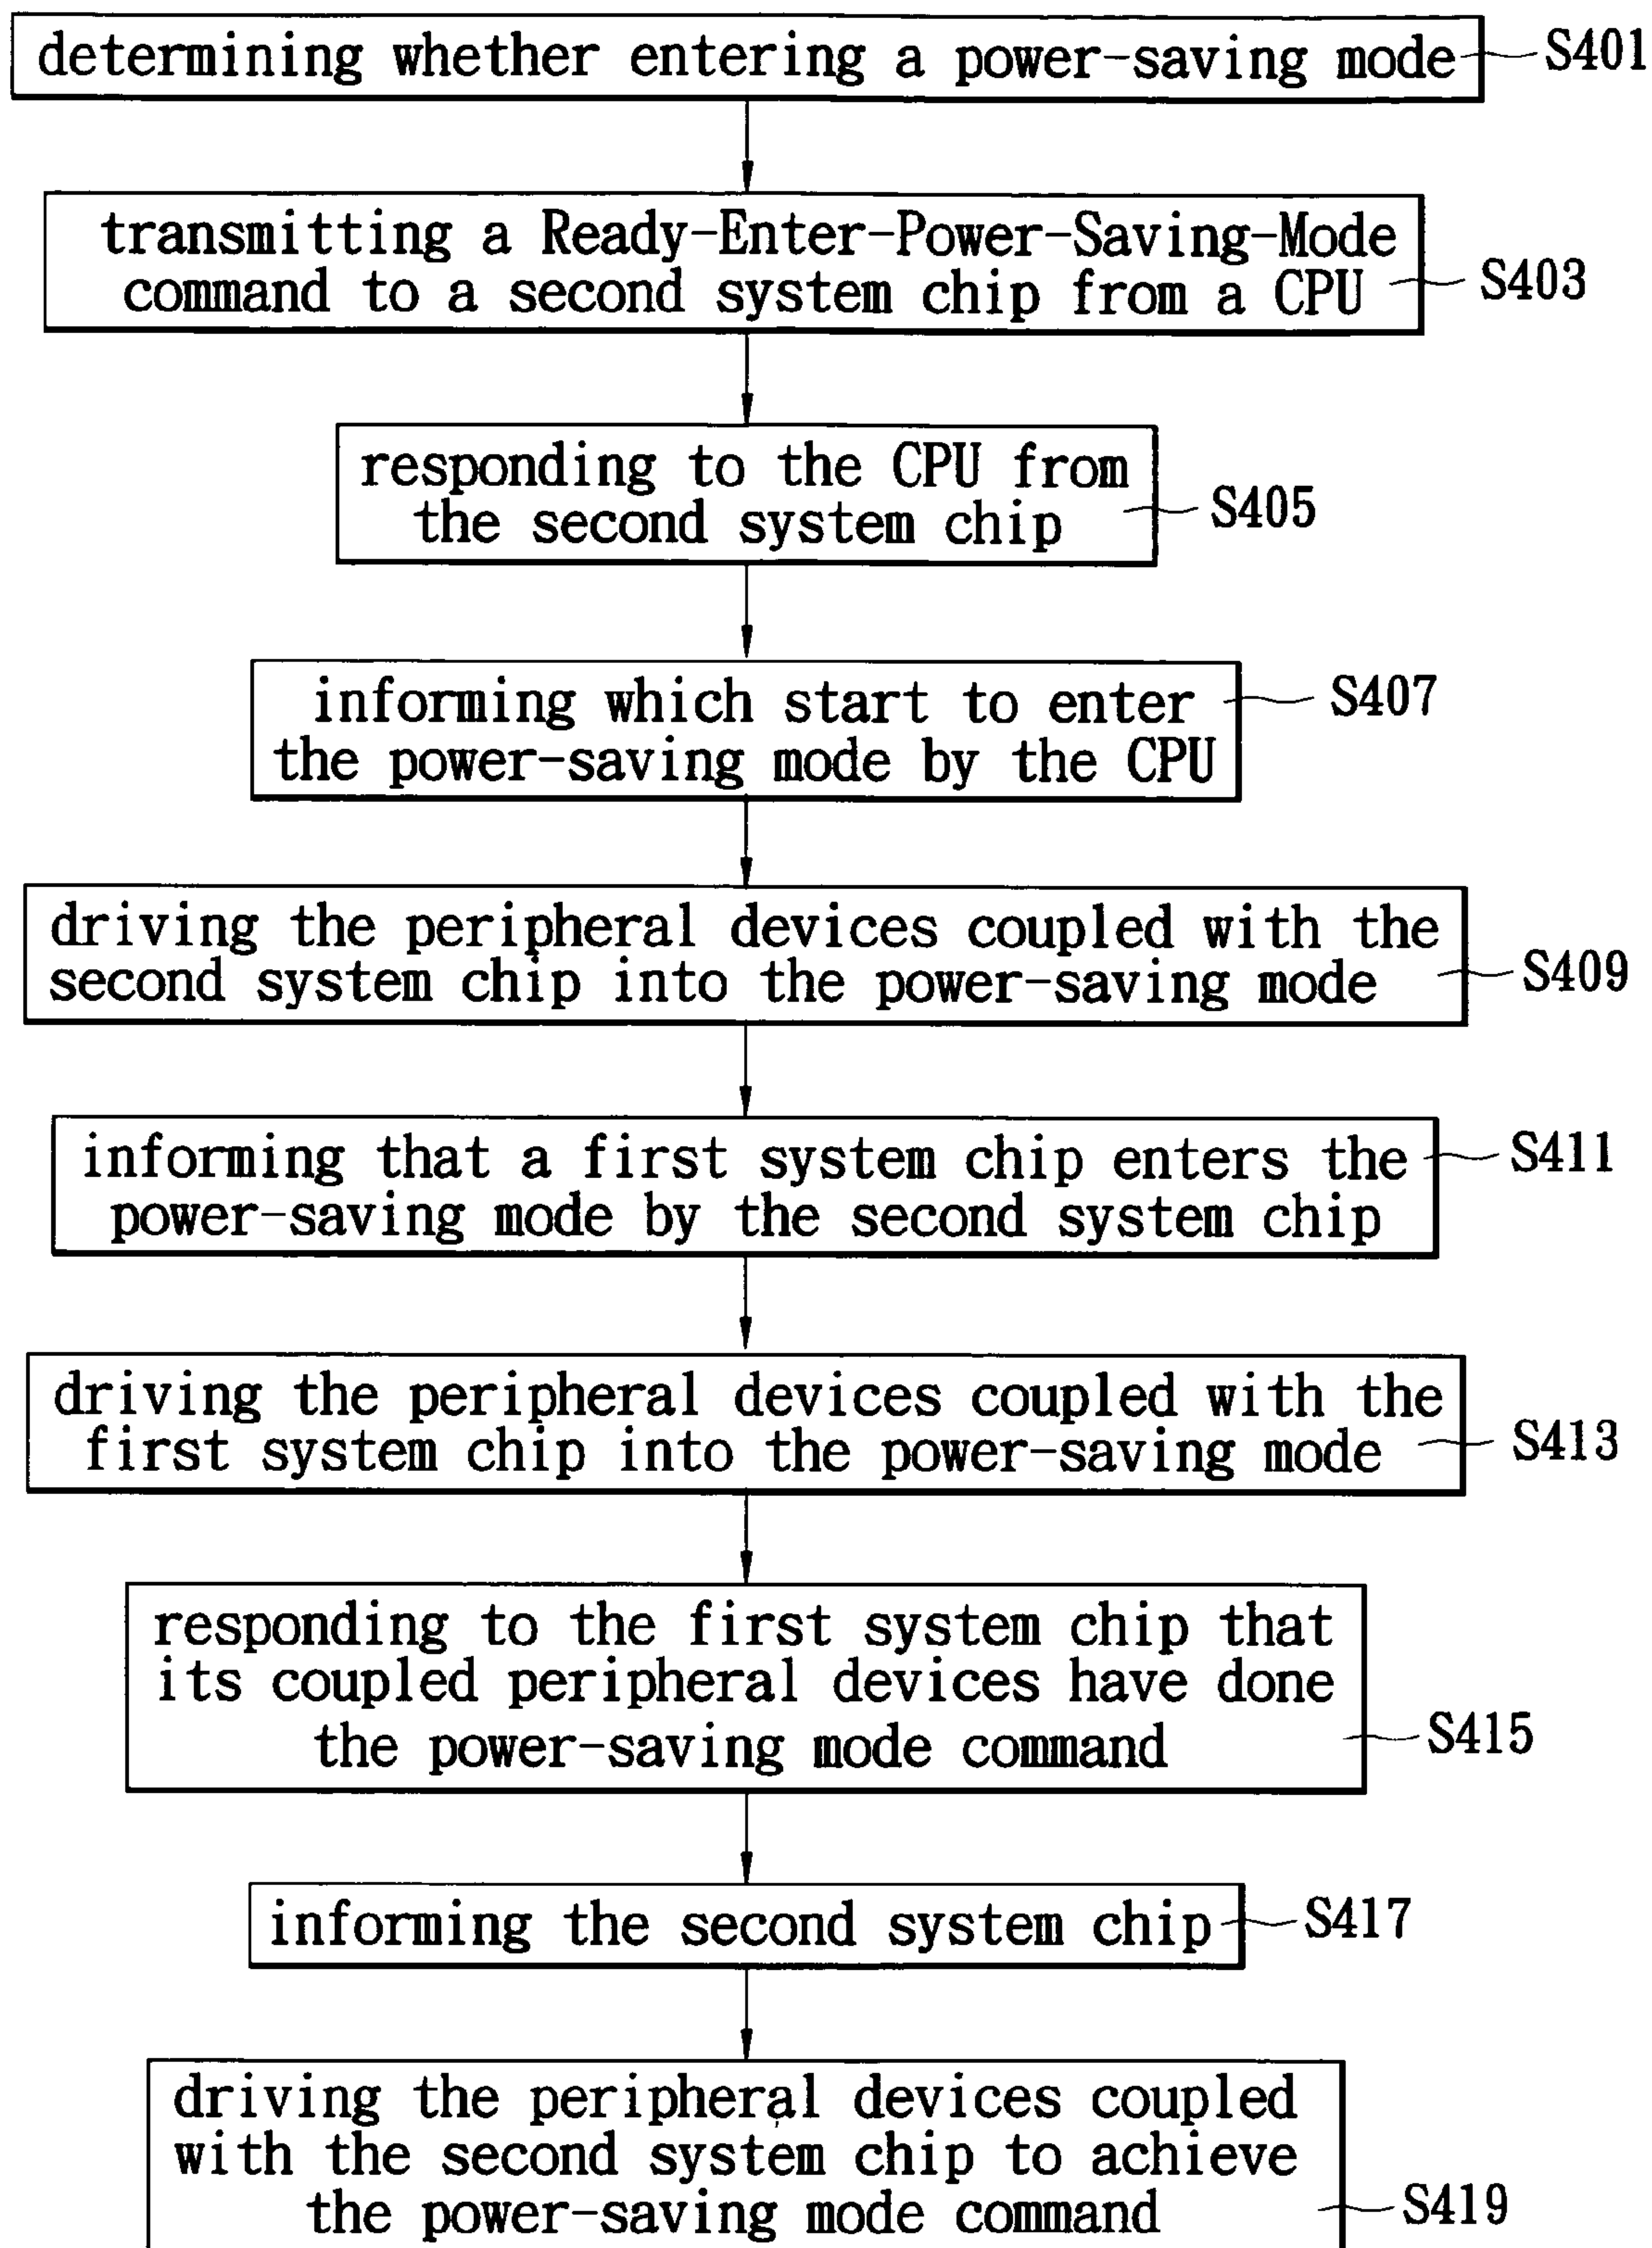 determining whether entering a power-saving mode
S401
transmitting a Ready-Enter-Power-Saving-Mode
command to a second system chip from a CPU
S403
responding to the CPU from
the second system chip
S405
informing which start to enter
the power-saving mode by the CPU
S407
driving the peripheral devices coupled with the
second system chip into the power-saving mode
S409
informing that a first system chip enters the
power-saving mode by the second system chip
S411
driving the peripheral devices coupled with the
first system chip into the power-saving mode
S413
responding to the first system chip that
its coupled peripheral devices have done
the power-saving mode command
S415
informing the second system chip
S417
driving the peripheral devices coupled
with the second system chip to achieve
the power-saving mode command
S419